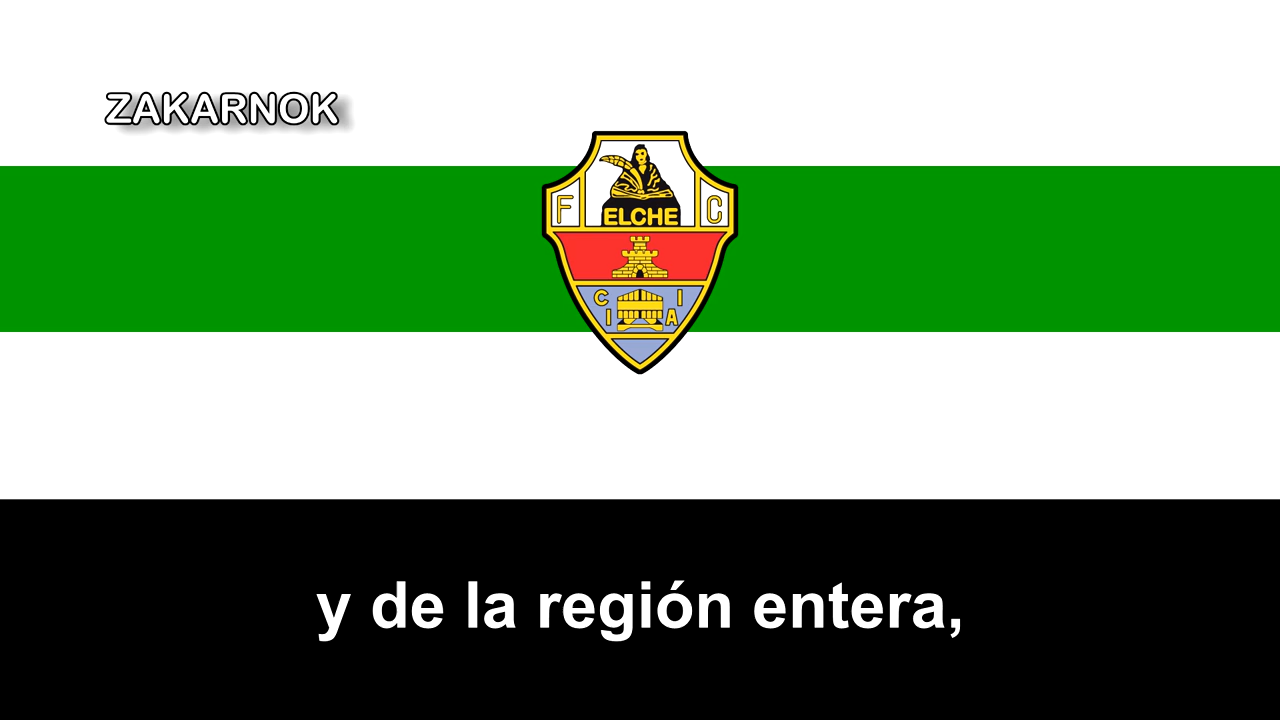 ZAKARNOK
F C
ELCHE
C I
I A
y de la región entera,